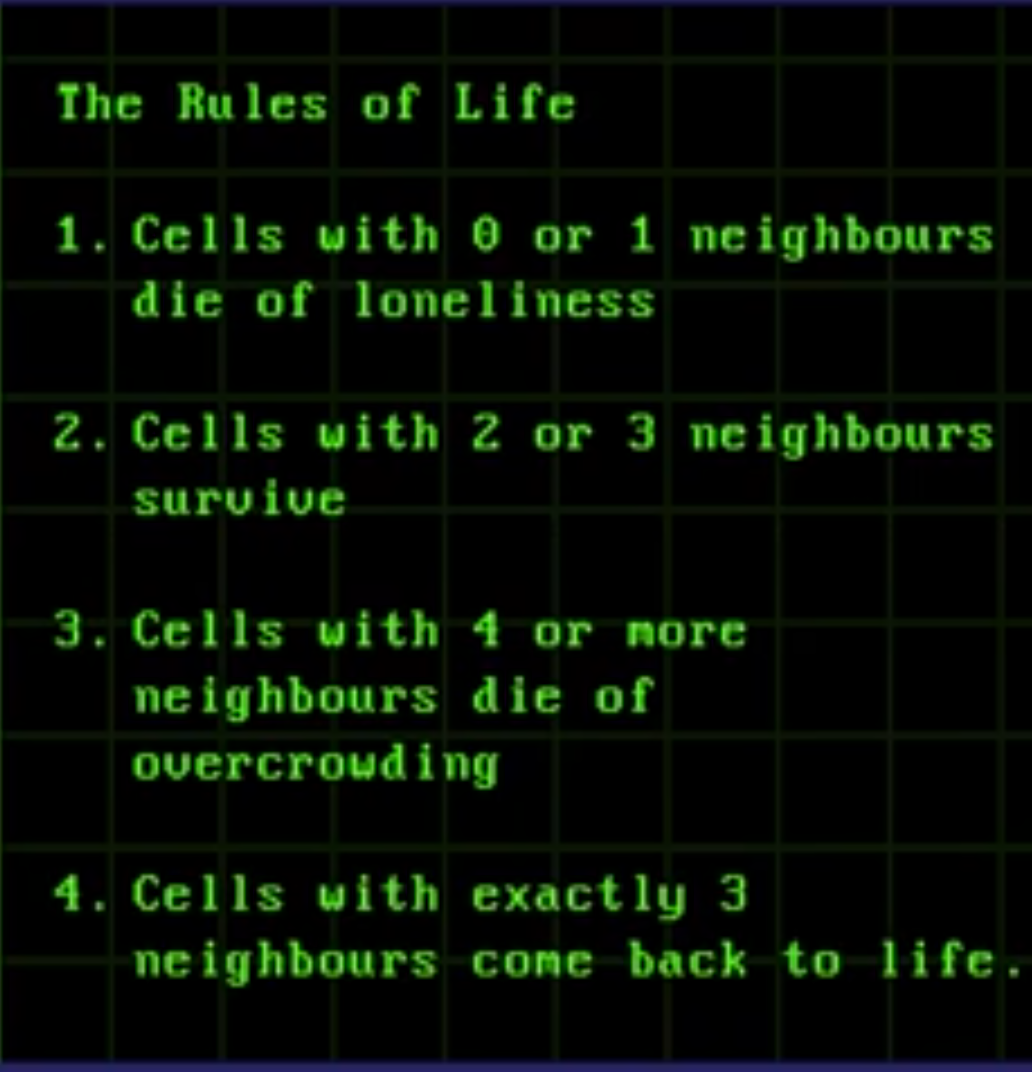 The Rules of Life
1. Cells with 0 or 1 neighbours
die of loneliness
2. Cells with 2 or 3 neighbours
survive
3. Cells with 4 or more
neighbours die of
overcrowding
4. Cells with exactly 3
neighbours come back to life.